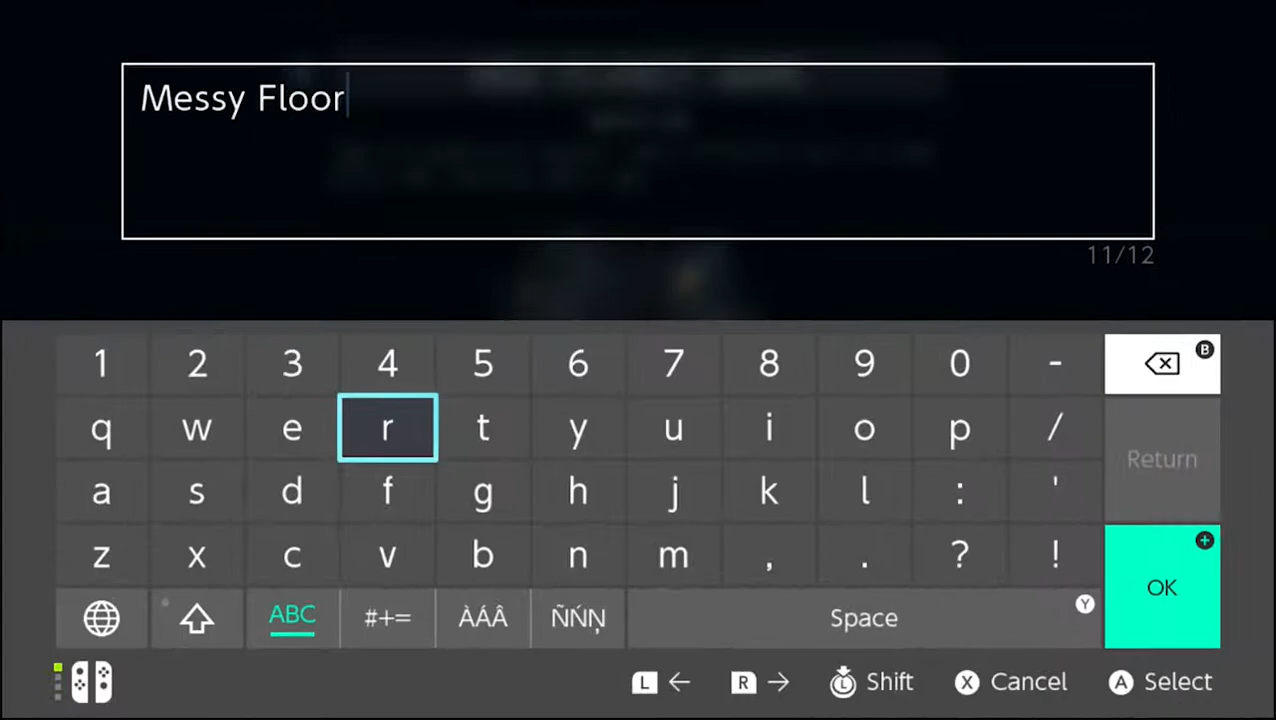 Messy Floor
11/12
1 2 3 4 5 6 7 8 9 0 - B
q w e r t y u i o p / Return
a s d f g h j k l : '
z x c v b n m , . ? ! + OK
ABC #+= ÀÁÂ ÑŃŅ Space Y
L ← R → L Shift X Cancel A Select